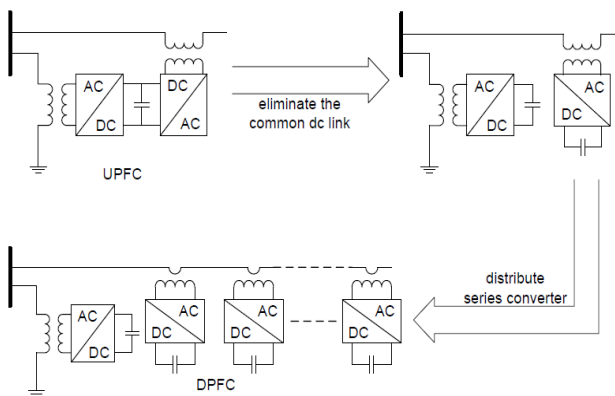 AC
DC
DC
AC
UPFC
eliminate the
common dc link
AC
DC
AC
DC
distribute
series converter
AC
DC
AC
DC
AC
DC
AC
DC
DPFC